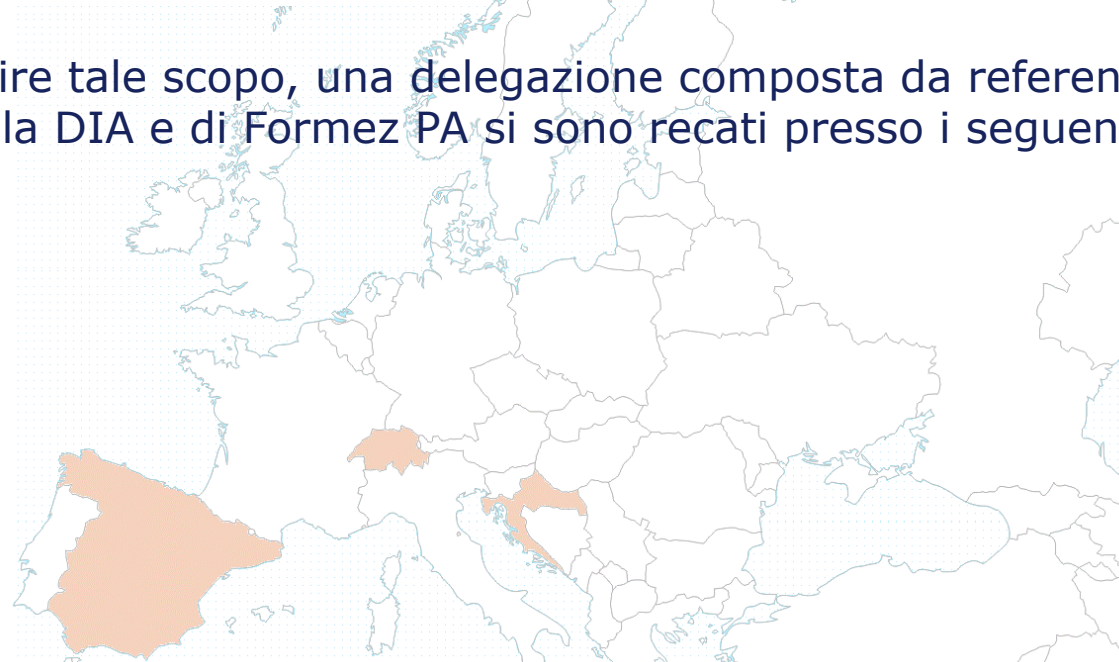 ire tale scopo, una delegazione composta da referen
la DIA e di Formez PA si sono recati presso i seguen